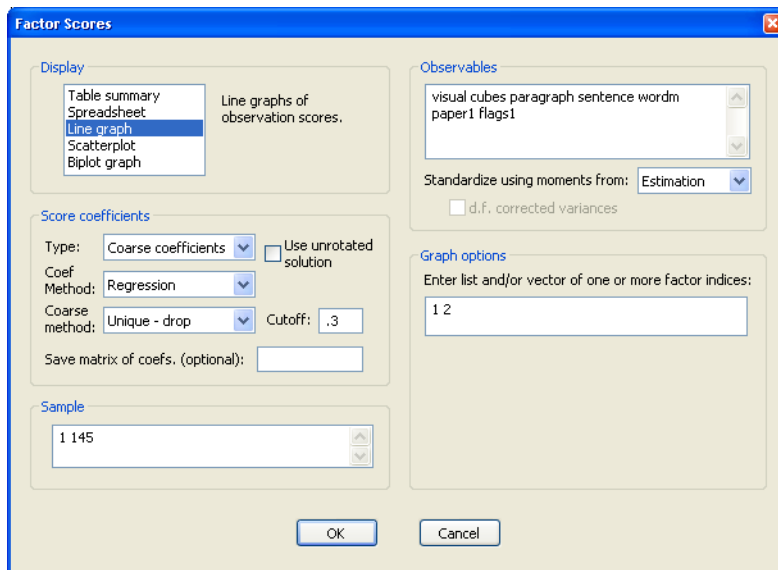 Factor Scores
Display
Table summary
Spreadsheet
Line graph
Scatterplot
Biplot graph
Line graphs of
observation scores.
Score coefficients
Type:
Coarse coefficients
Use unrotated
solution
Coef
Method:
Regression
Coarse
method:
Unique - drop
Cutoff:
.3
Save matrix of coefs. (optional):
Sample
1 145
Observables
visual cubes paragraph sentence wordm
paper1 flags1
Standardize using moments from:
Estimation
d.f. corrected variances
Graph options
Enter list and/or vector of one or more factor indices:
1 2
OK
Cancel